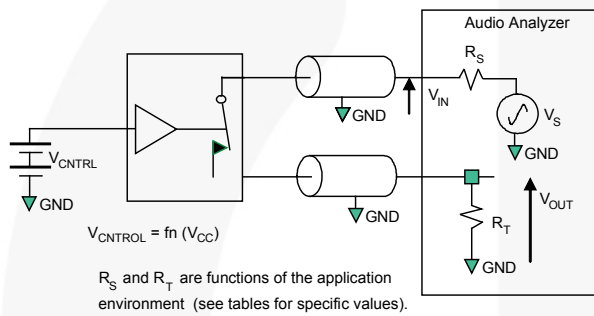 Audio Analyzer
R_S
GND
V_IN
V_S
GND
V_CNTRL
GND
GND
V_OUT
R_T
GND
V_CNTROL = fn (V_CC)
R_S and R_T are functions of the application
environment (see tables for specific values).